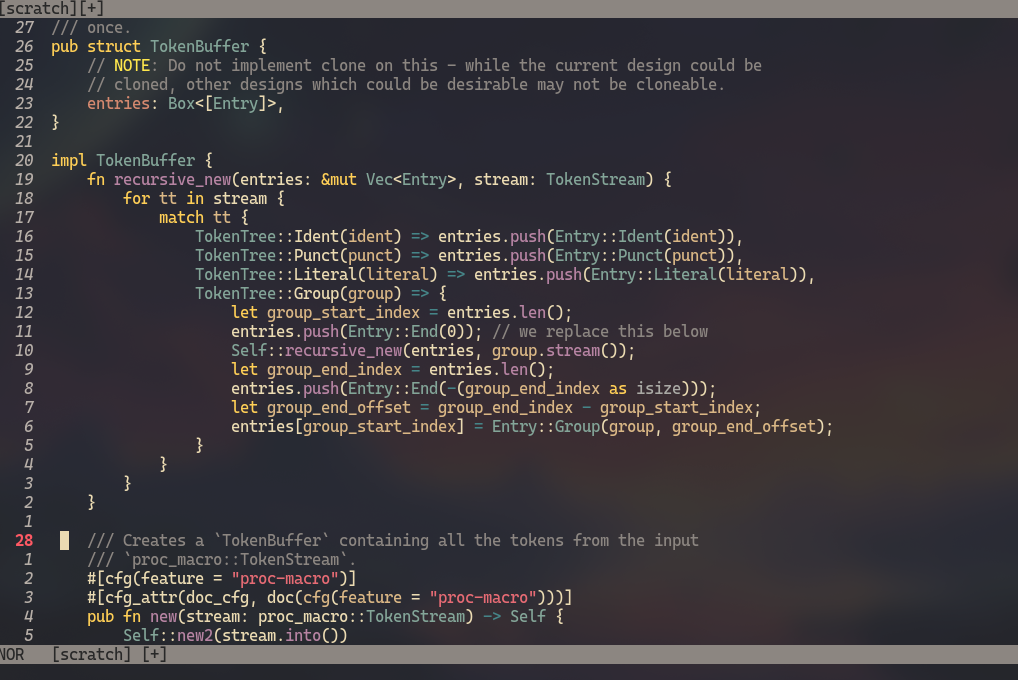 [scratch][+]
27 /// once.
26 pub struct TokenBuffer {
25     // NOTE: Do not implement clone on this - while the current design could be
24     // cloned, other designs which could be desirable may not be cloneable.
23     entries: Box<[Entry]>,
22 }
21
20 impl TokenBuffer {
19     fn recursive_new(entries: &mut Vec<Entry>, stream: TokenStream) {
18         for tt in stream {
17             match tt {
16                 TokenTree::Ident(ident) => entries.push(Entry::Ident(ident)),
15                 TokenTree::Punct(punct) => entries.push(Entry::Punct(punct)),
14                 TokenTree::Literal(literal) => entries.push(Entry::Literal(literal)),
13                 TokenTree::Group(group) => {
12                     let group_start_index = entries.len();
11                     entries.push(Entry::End(0)); // we replace this below
10                     Self::recursive_new(entries, group.stream());
9                     let group_end_index = entries.len();
8                     entries.push(Entry::End(-(group_end_index as isize)));
7                     let group_end_offset = group_end_index - group_start_index;
6                     entries[group_start_index] = Entry::Group(group, group_end_offset);
5                 }
4             }
3         }
2     }
1
28     /// Creates a `TokenBuffer` containing all the tokens from the input
1     /// `proc_macro::TokenStream`.
2     #[cfg(feature = "proc-macro")]
3     #[cfg_attr(doc_cfg, doc(cfg(feature = "proc-macro")))]
4     pub fn new(stream: proc_macro::TokenStream) -> Self {
5         Self::new2(stream.into())
NOR [scratch] [+]